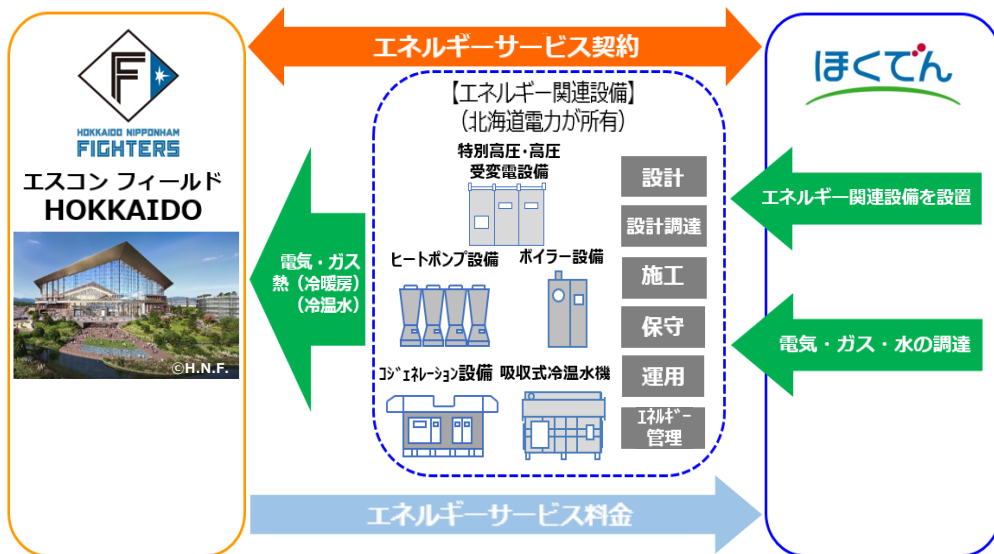 エネルギーサービス契約
F
HOKKAIDO NIPPONHAM
FIGHTERS
エスコン フィールド
HOKKAIDO
©H.N.F.
電気・ガス
熱（冷暖房）
（冷温水）
【エネルギー関連設備】
（北海道電力が所有）
特別高圧・高圧
受変電設備
ヒートポンプ設備
ボイラー設備
コジェネレーション設備
吸収式冷温水機
設計
設計調達
施工
保守
運用
エネルギー
管理
ほくでん
エネルギー関連設備を設置
電気・ガス・水の調達
エネルギーサービス料金